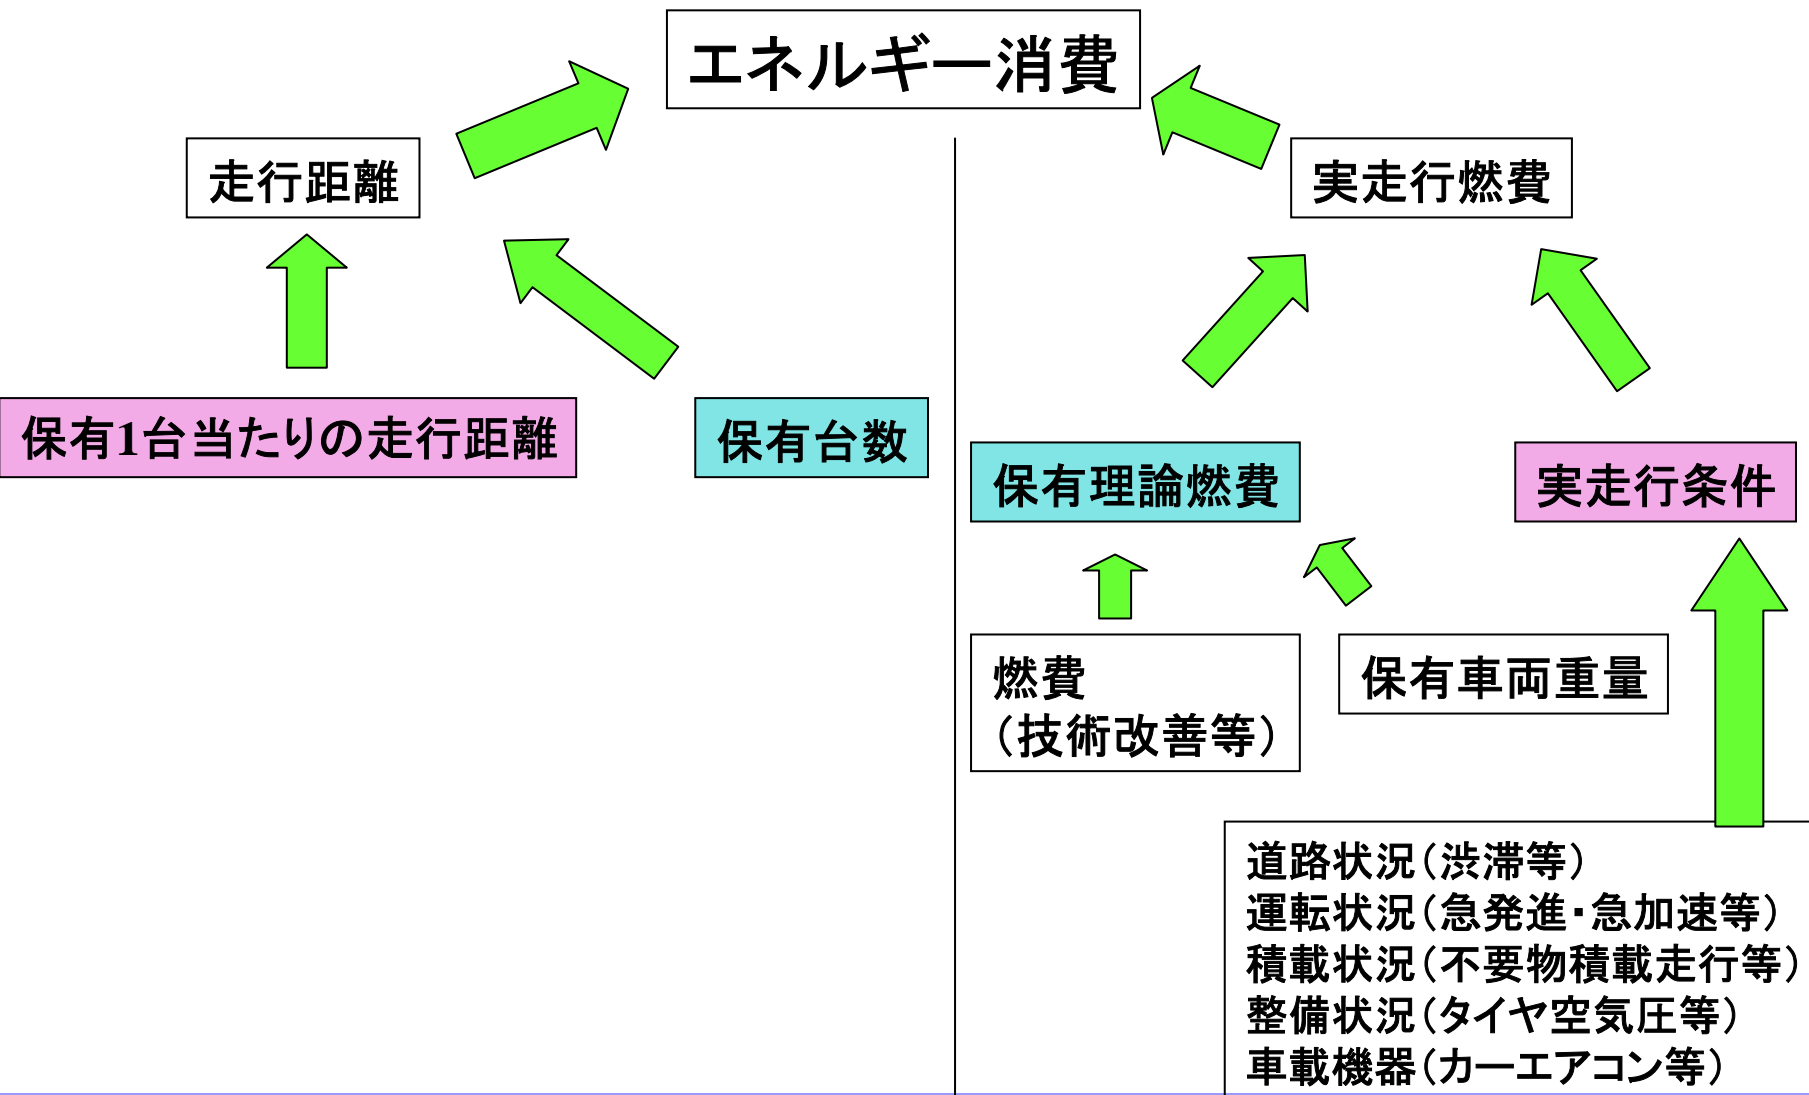 エネルギー消費
走行距離
実走行燃費
保有1台当たりの走行距離
保有台数
保有理論燃費
実走行条件
燃費
（技術改善等）
保有車両重量
道路状況（渋滞等）
運転状況（急発進・急加速等）
積載状況（不要物積載走行等）
整備状況（タイヤ空気圧等）
車載機器（カーエアコン等）